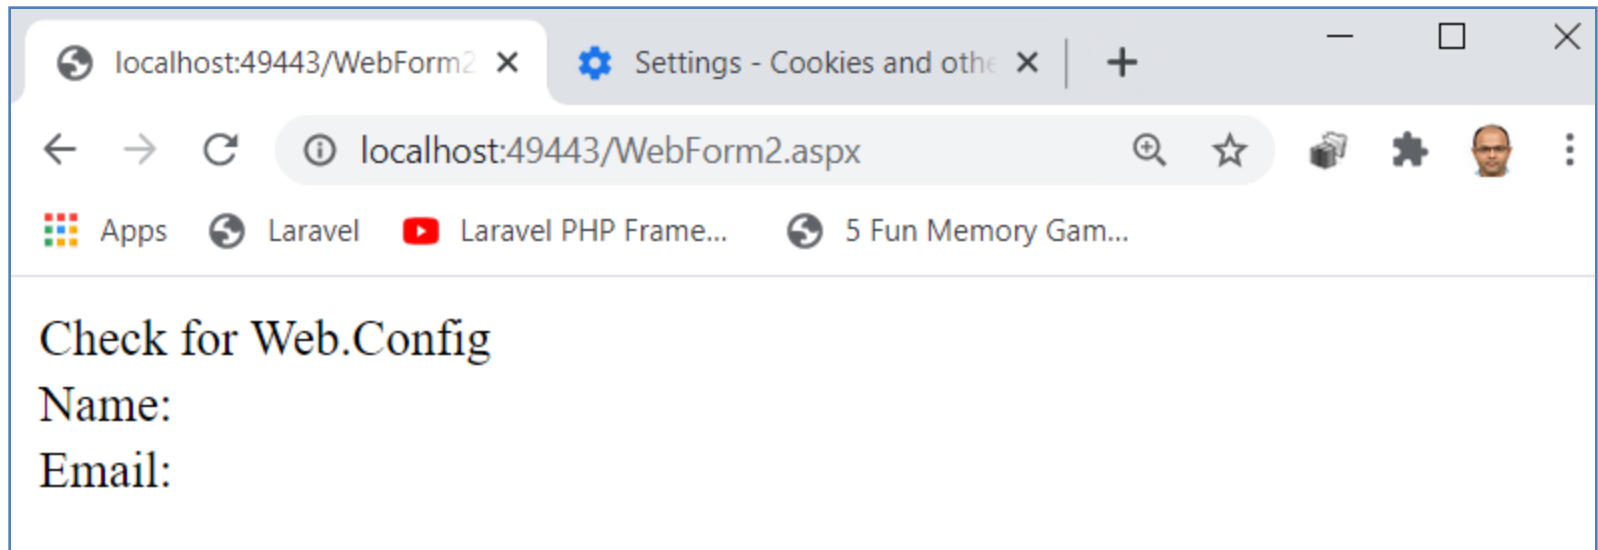 localhost:49443/WebForm2
Settings - Cookies and othe
localhost:49443/WebForm2.aspx
Apps Laravel Laravel PHP Frame... 5 Fun Memory Gam...
Check for Web.Config
Name:
Email: